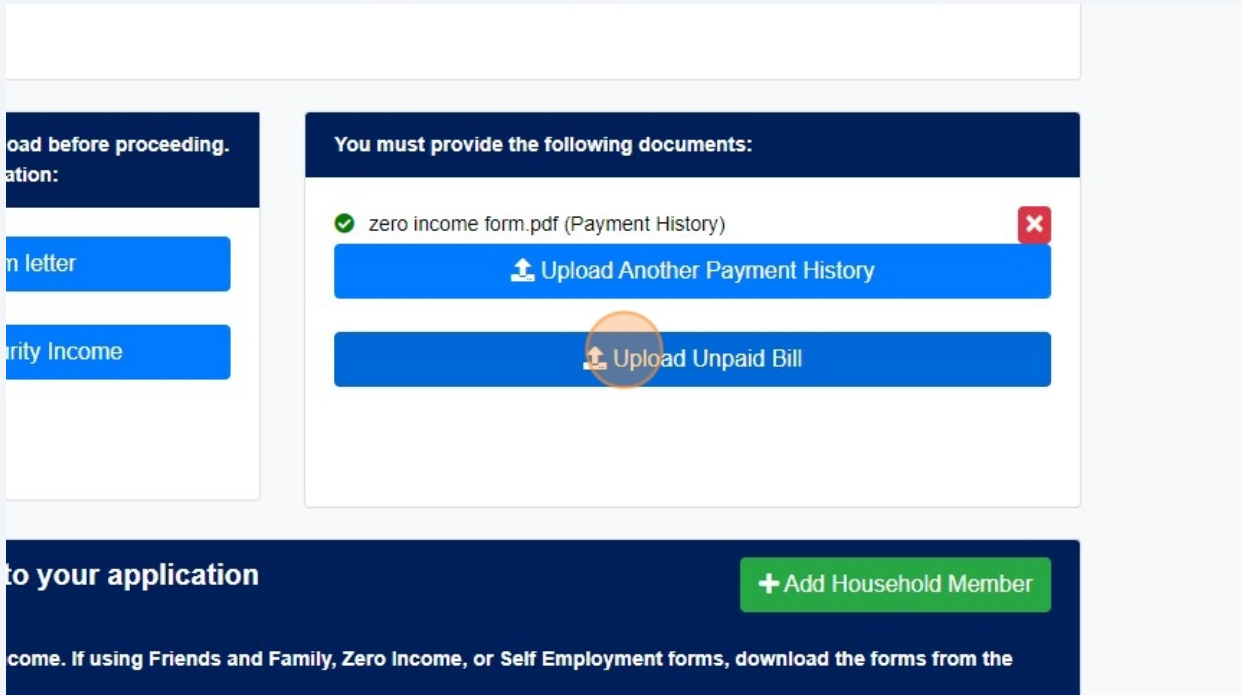 oad before proceeding.
ation:
m letter
urity Income
You must provide the following documents:
zero income form.pdf (Payment History)
Upload Another Payment History
Upload Unpaid Bill
to your application
Add Household Member
come. If using Friends and Family, Zero Income, or Self Employment forms, download the forms from the